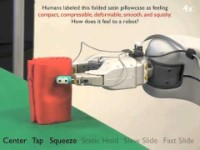 Humans labeled this folded satin pillowcase as feeling
compact, compressible, deformable, smooth, and squishy.
How does it feel to a robot?
4x
Center Tap Squeeze Static Hold Slow Slide Fast Slide